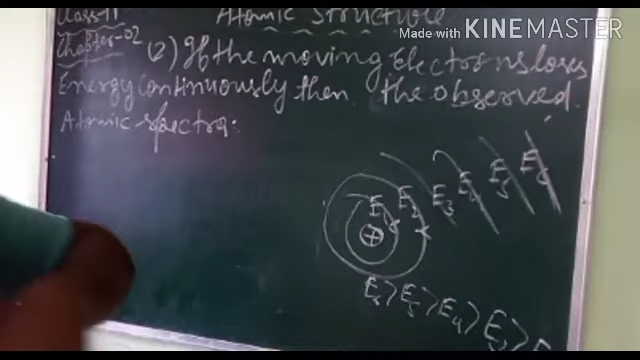 Class-11
Atomic Structure
Made with KINEMASTER
Chapter-02
(2) If the moving Electrons loses
Energy continuously then the observed
Atomic spectra:
E1 E2 E3 E4 E5 E6
E6 > E5 > E4 > E3 >